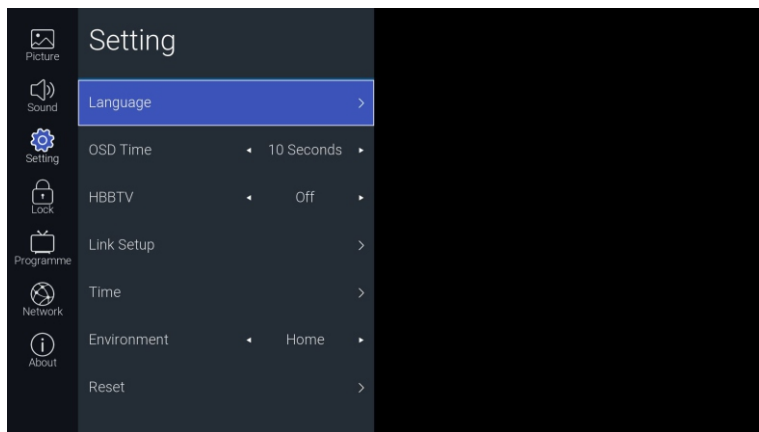 Picture
Sound
Setting
Lock
Programme
Network
About
Setting
Language
OSD Time 10 Seconds
HBBTV Off
Link Setup
Time
Environment Home
Reset